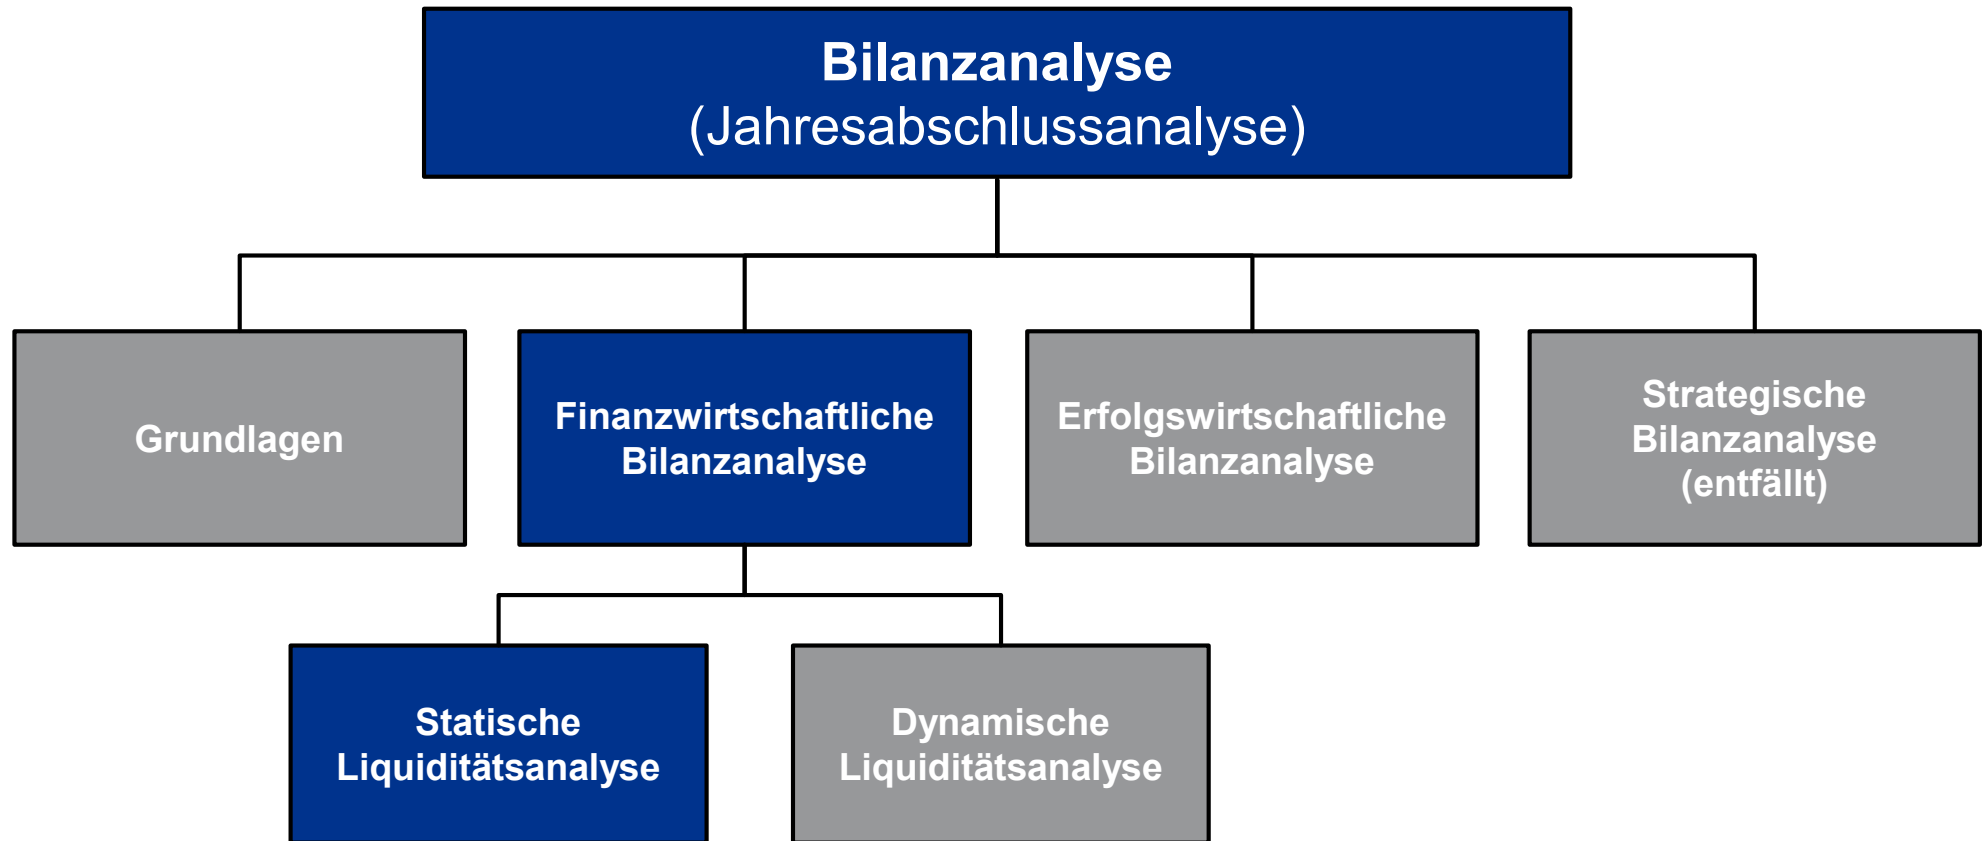 Bilanzanalyse
(Jahresabschlussanalyse)
Grundlagen
Finanzwirtschaftliche
Bilanzanalyse
Erfolgswirtschaftliche
Bilanzanalyse
Strategische
Bilanzanalyse
(entfällt)
Statische
Liquiditätsanalyse
Dynamische
Liquiditätsanalyse